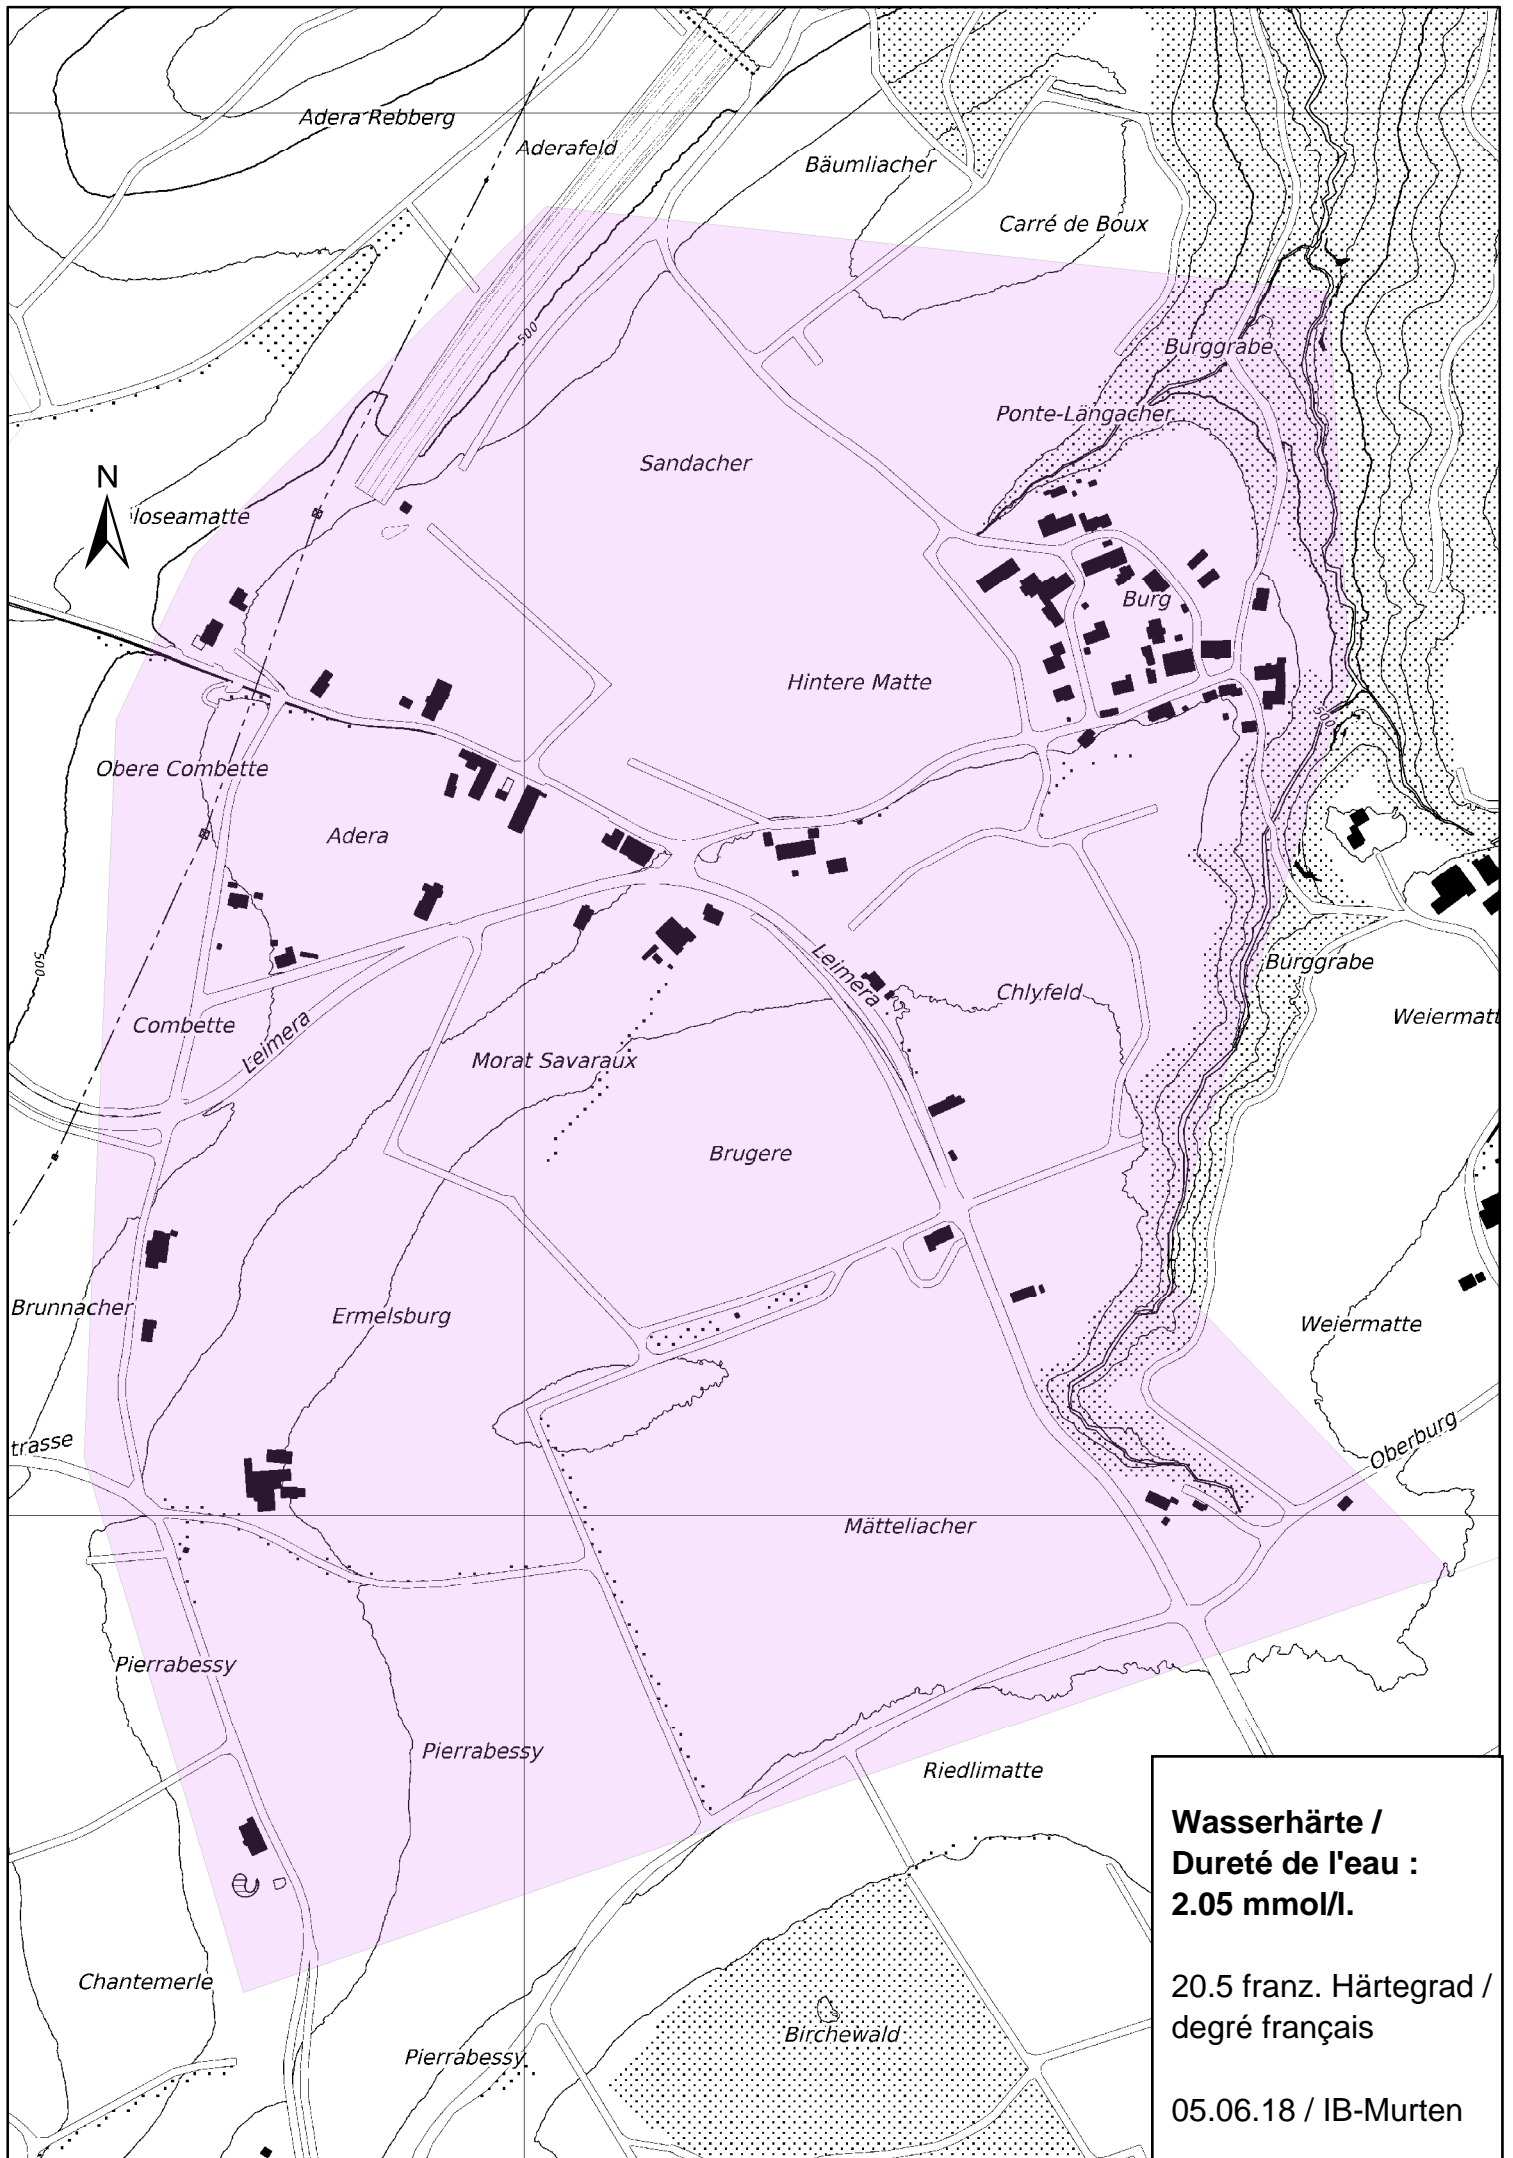 Adera Rebberg
Aderafeld
Bäumliacher
Carré de Boux
500
Burggrabe
Ponte-Längacher
Sandacher
N
loseamatte
Burg
Hintere Matte
500
Obere Combette
Adera
500
Leimera
Burggrabe
Chlyfeld
Weiermatt
Combette
Leimera
Morat Savaraux
Brugere
Brunnacher
Ermelsburg
Weiermatte
trasse
Oberburg
Mätteliacher
Pierrabessy
Pierrabessy
Riedlimatte
Chantemerle
Birchewald
Pierrabessy
Wasserhärte /
Dureté de l'eau :
2.05 mmol/l.
20.5 franz. Härtegrad /
degré français
05.06.18 / IB-Murten